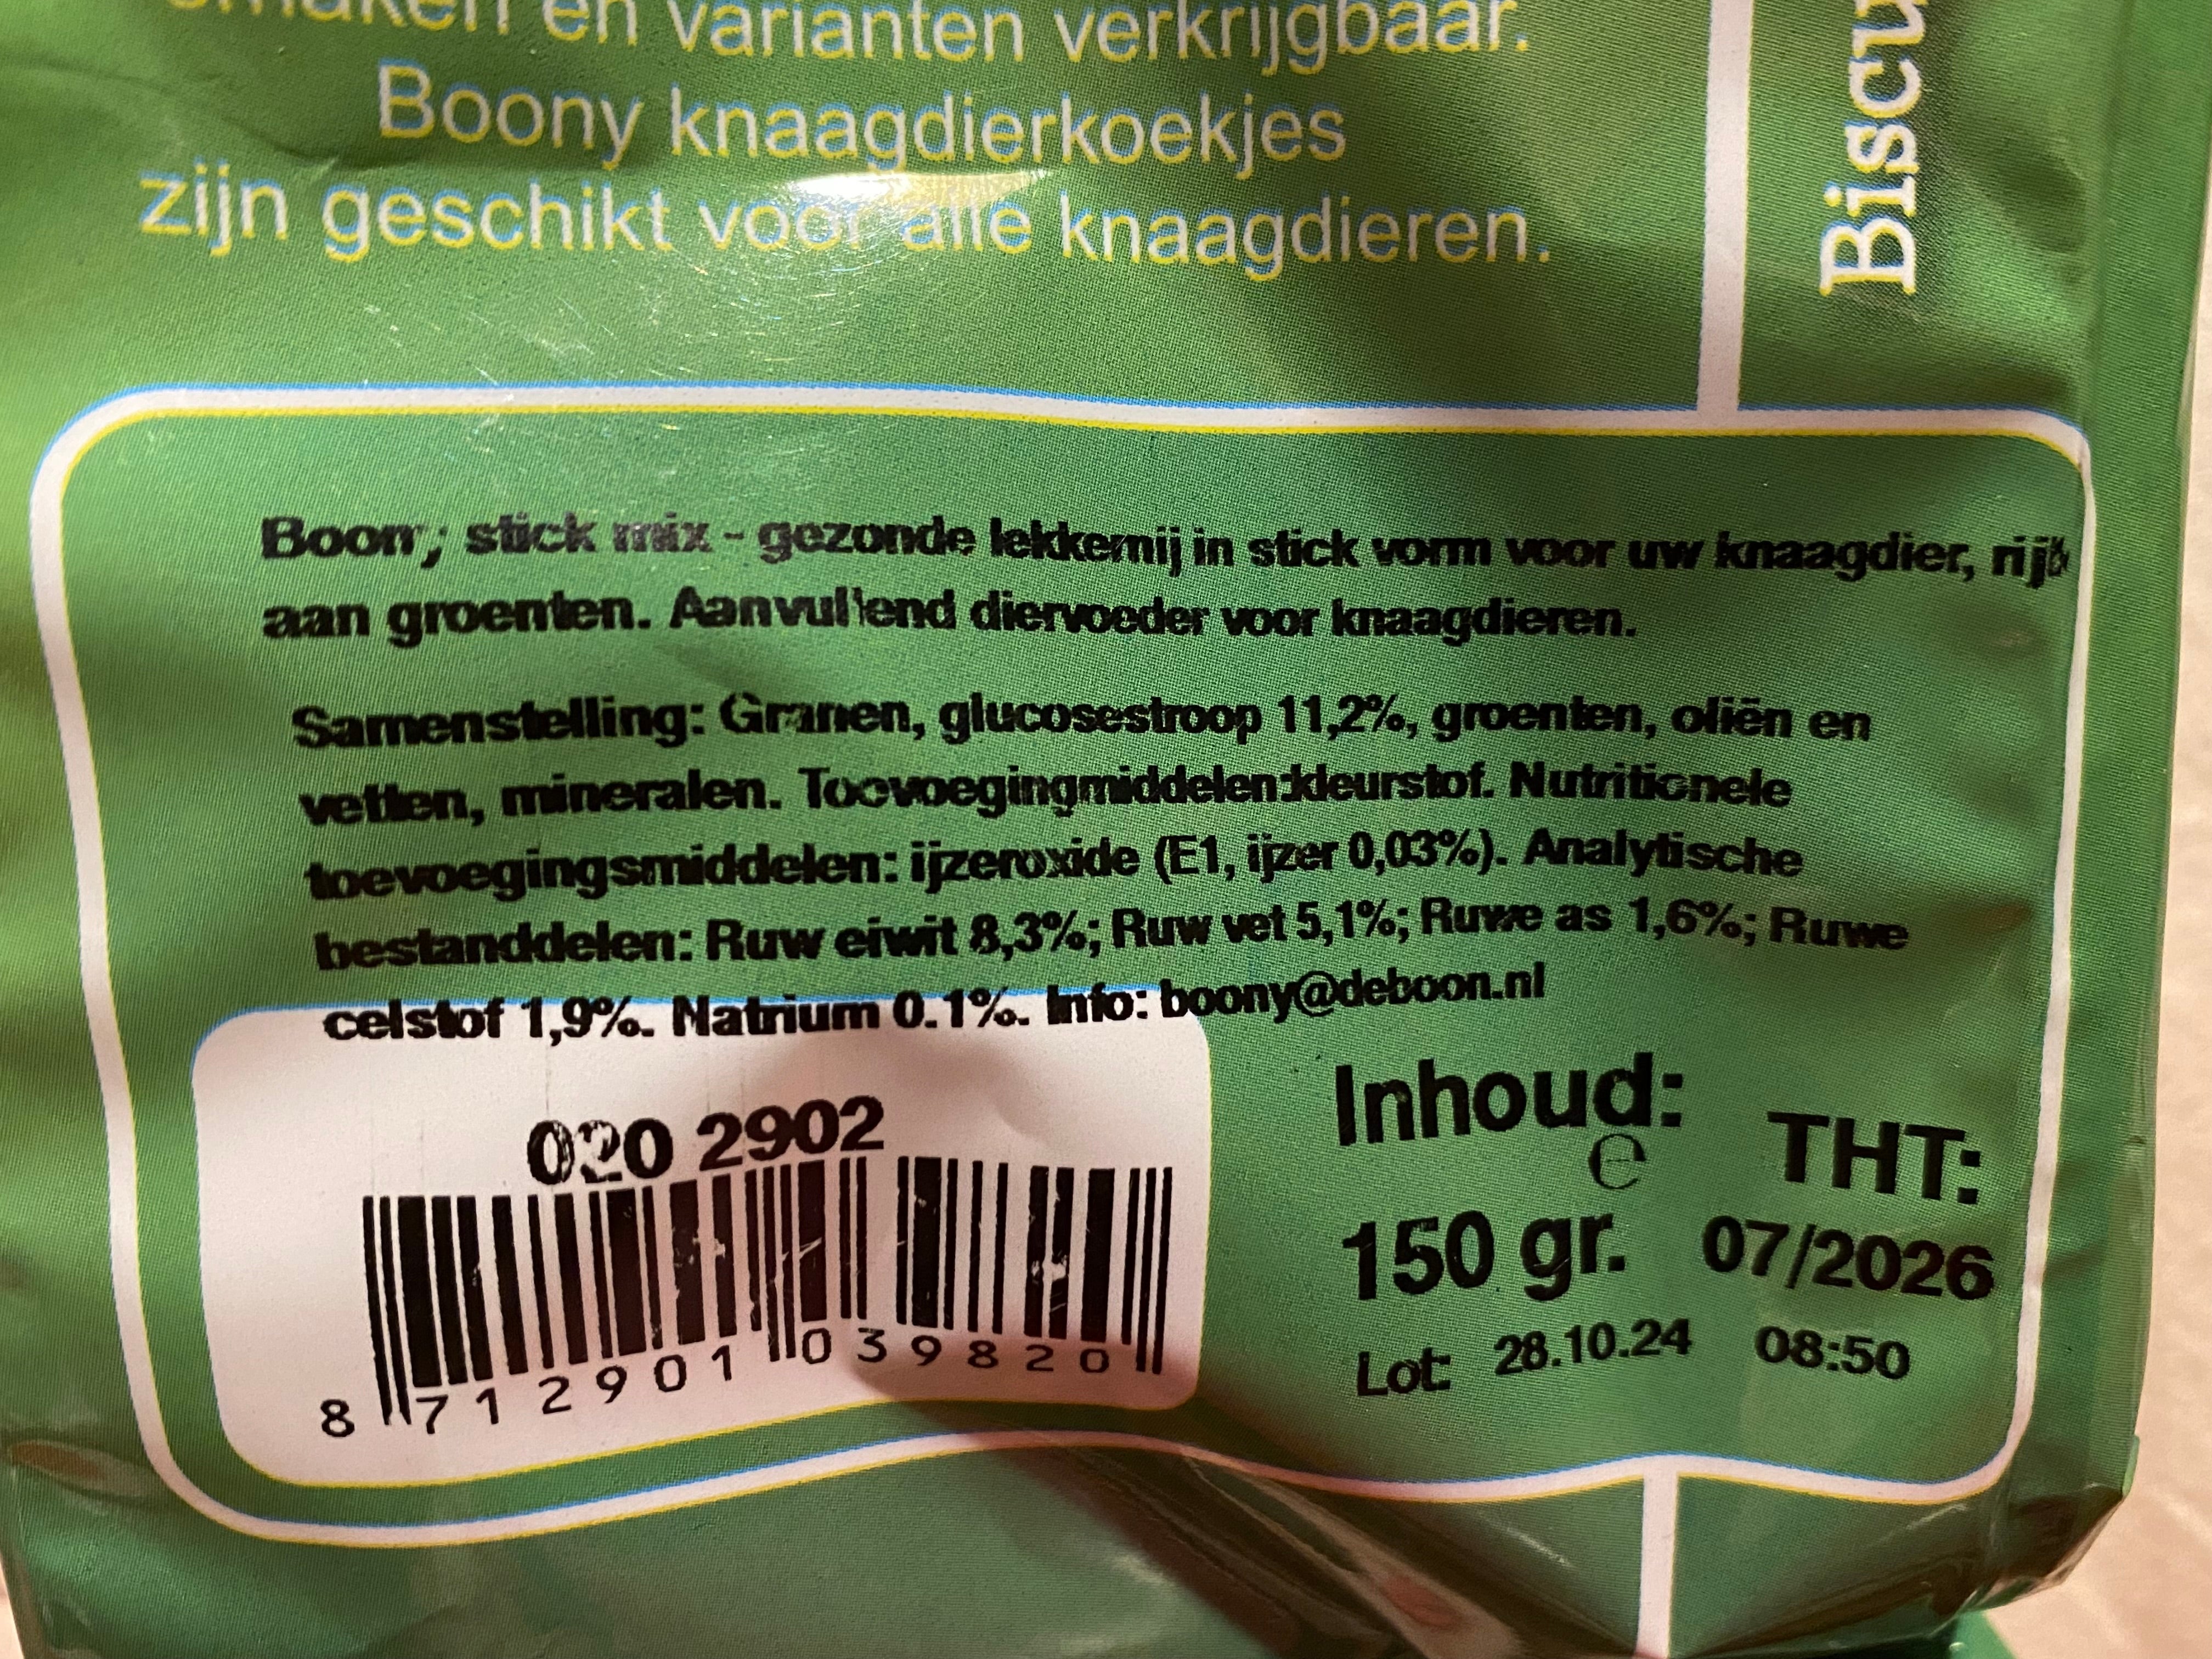 en varianten verkrijgbaar.
Boony knaagdierkoekjes
zijn geschikt voor alle knaagdieren.
Boony stick mix - gezonde lekkernij in stick vorm voor uw knaagdier, rijk
aan groenten. Aanvullend diervoeder voor knaagdieren.
Samenstelling: Granen, glucosestroop 11,2%, groenten, oliën en
vetten, mineralen. Toevoegingmiddelen:kleurstof. Nutritionele
toevoegingsmiddelen: ijzeroxide (E1, ijzer 0,03%). Analytische
bestanddelen: Ruw eiwit 8,3%; Ruw vet 5,1%; Ruwe as 1,6%; Ruwe
celstof 1,9%. Natrium 0.1%. Info: boony@deboon.nl
020 2902
8 712901 039820
Inhoud:
e
150 gr.
THT:
07/2026
Lot: 28.10.24 08:50